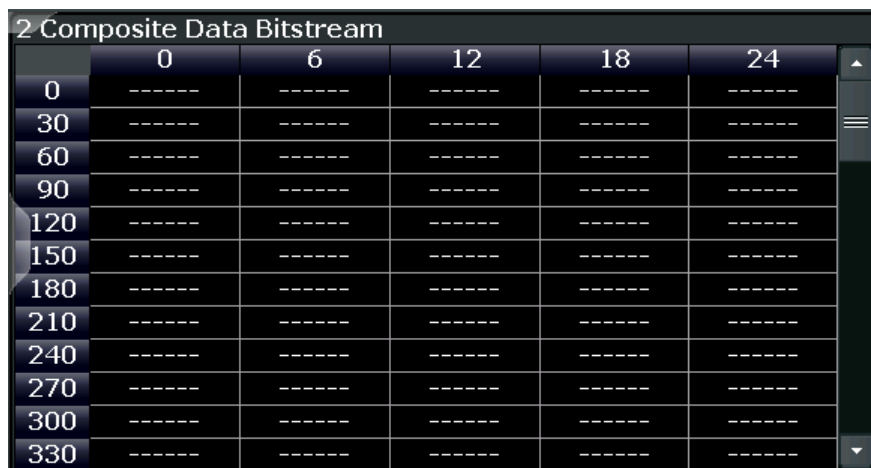 2 Composite Data Bitstream
0 6 12 18 24
0 ------ ------ ------ ------ ------
30 ------ ------ ------ ------ ------
60 ------ ------ ------ ------ ------
90 ------ ------ ------ ------ ------
120 ------ ------ ------ ------ ------
150 ------ ------ ------ ------ ------
180 ------ ------ ------ ------ ------
210 ------ ------ ------ ------ ------
240 ------ ------ ------ ------ ------
270 ------ ------ ------ ------ ------
300 ------ ------ ------ ------ ------
330 ------ ------ ------ ------ ------